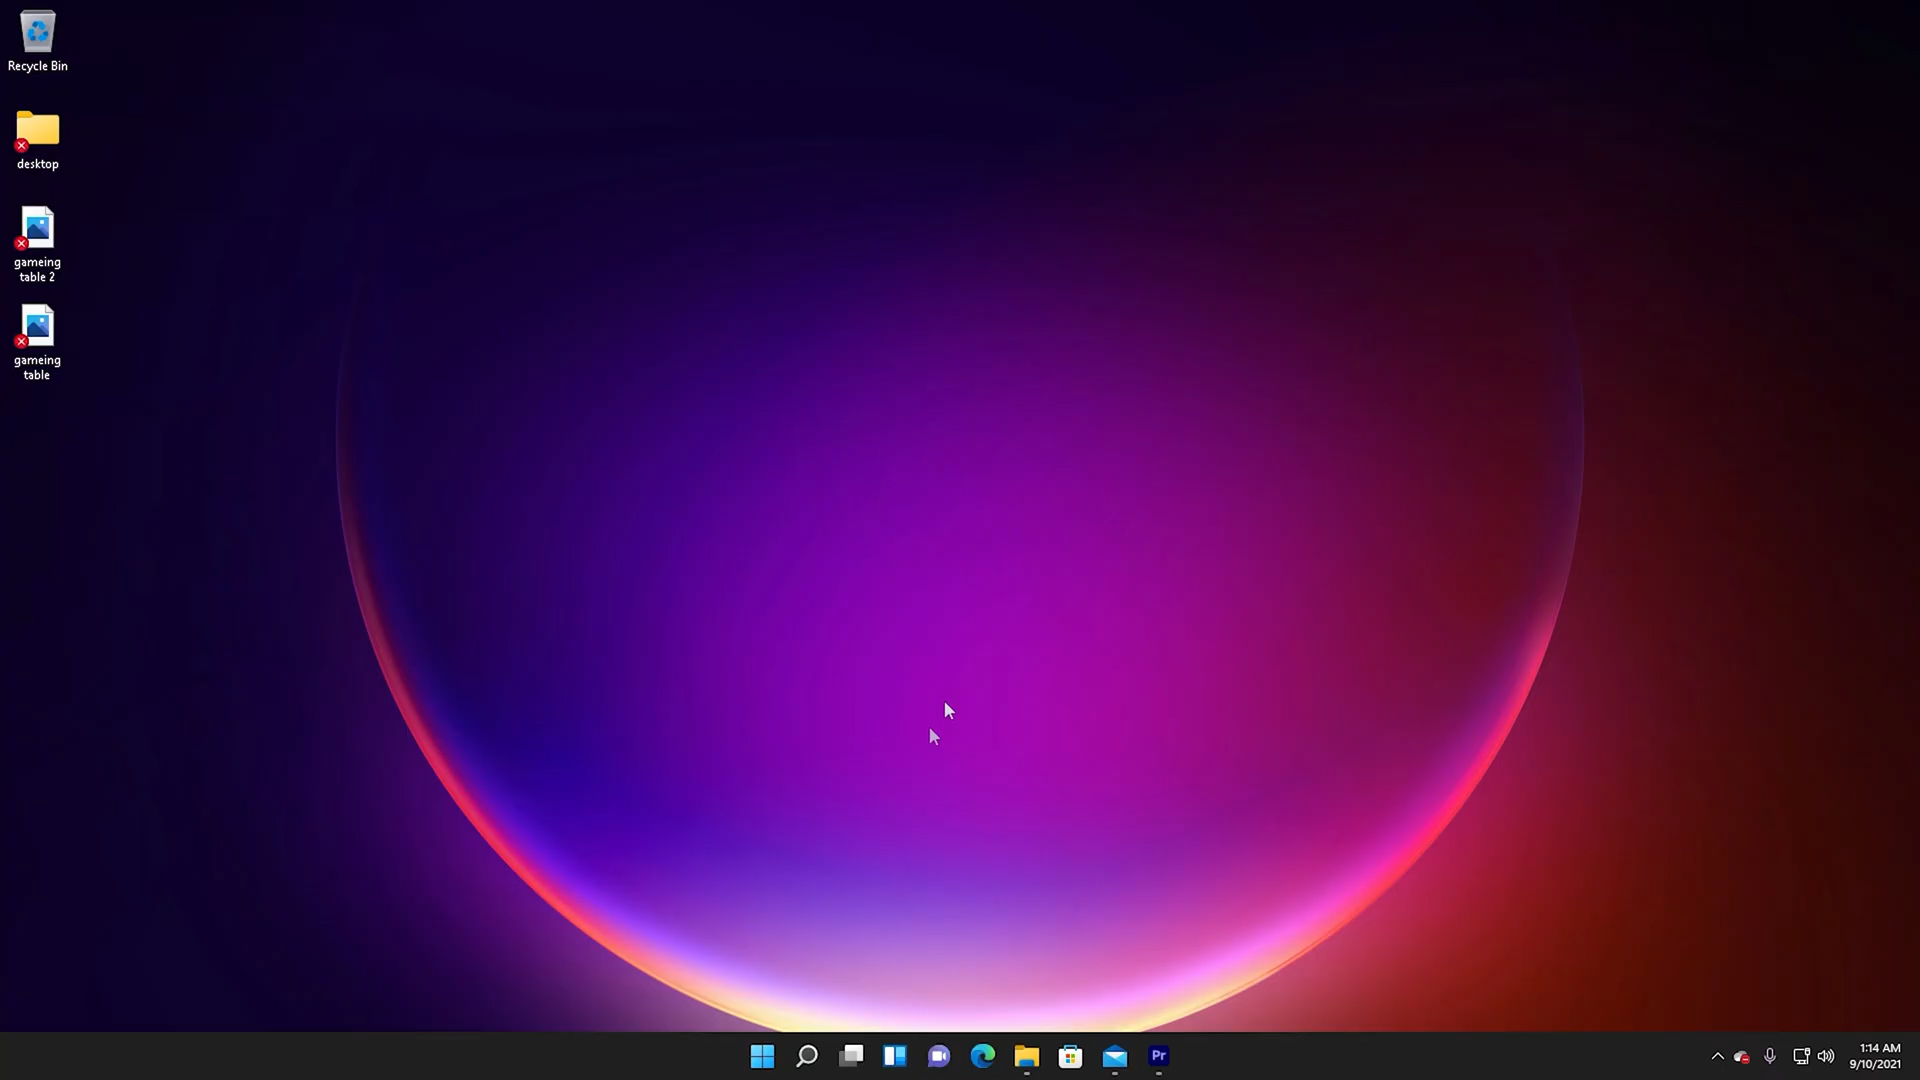 Recycle Bin
desktop
gameing
table 2
gameing
table
Pr
1:14 AM
9/10/2021